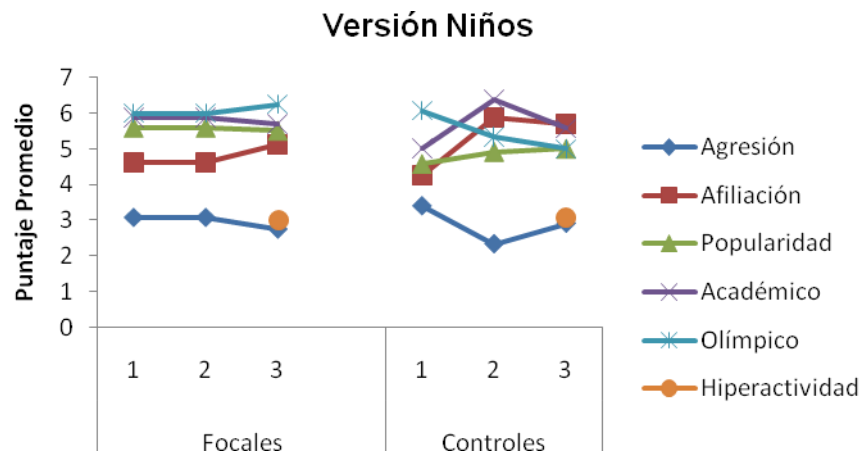 Versión Niños
Puntaje Promedio
7
6
5
4
3
2
1
0
1 2 3 1 2 3
Focales Controles
Agresión
Afiliación
Popularidad
Académico
Olímpico
Hiperactividad